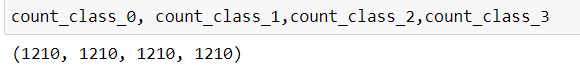 count_class_0, count_class_1,count_class_2,count_class_3
(1210, 1210, 1210, 1210)